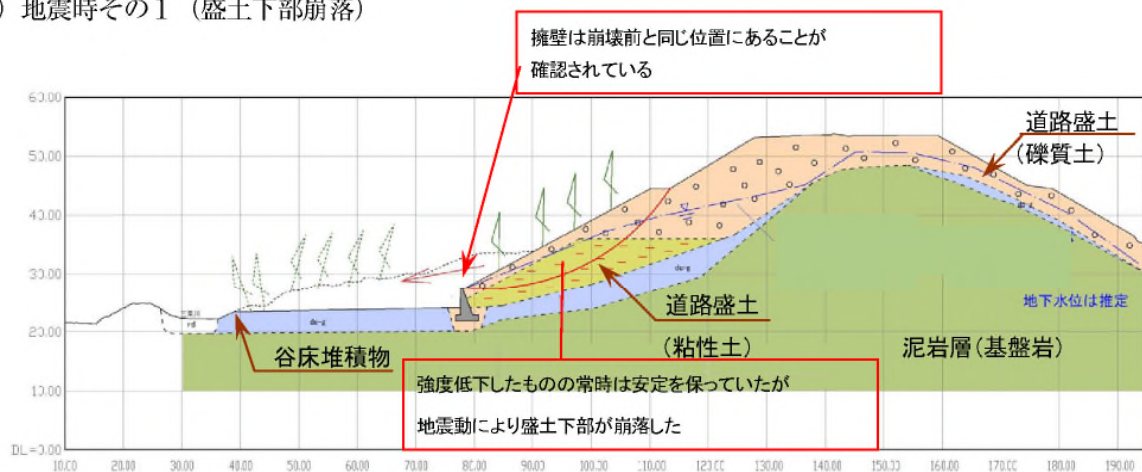 ) 地震時その１（盛土下部崩落）
擁壁は崩壊前と同じ位置にあることが
確認されている
60.00
50.00
40.00
30.00
20.00
10.00
DL=0.00
道路盛土
(礫質土)
道路盛土
(粘性土)
地下水位は推定
泥岩層(基盤岩)
谷床堆積物
強度低下したものの常時は安定を保っていたが
地震動により盛土下部が崩落した
10.00 20.00 30.00 40.00 50.00 60.00 70.00 80.00 90.00 100.00 110.00 120.00 130.00 140.00 150.00 160.00 170.00 180.00 190.00